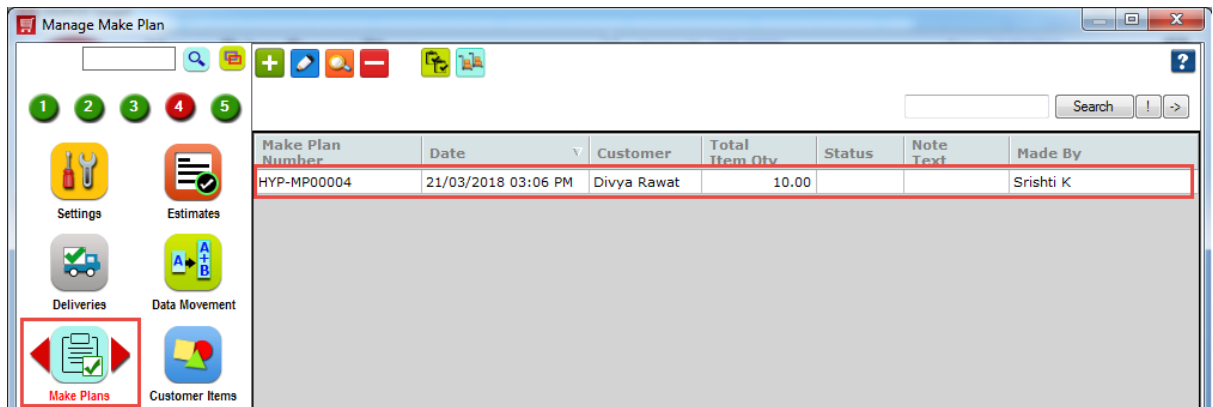 Manage Make Plan
X
?
1 2 3 4 5
Search ! ->
Make Plan Number Date Customer Total Item Qty Status Note Text Made By
HYP-MP00004 21/03/2018 03:06 PM Divya Rawat 10.00 Srishti K
Settings Estimates
A A + B
Deliveries Data Movement
Make Plans Customer Items